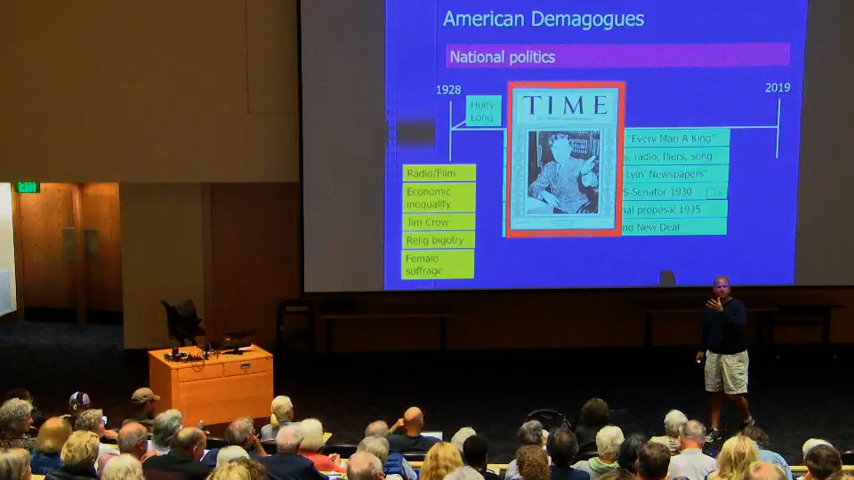 American Demagogues
National politics
1928
2019
Huey
Long
TIME
"Every Man A King"
radio, fliers, song
Lyin' Newspapers"
Senator 1930
proposal 1935
New Deal
Radio/Film
Economic
inequality
Jim Crow
Relig bigotry
Female
suffrage